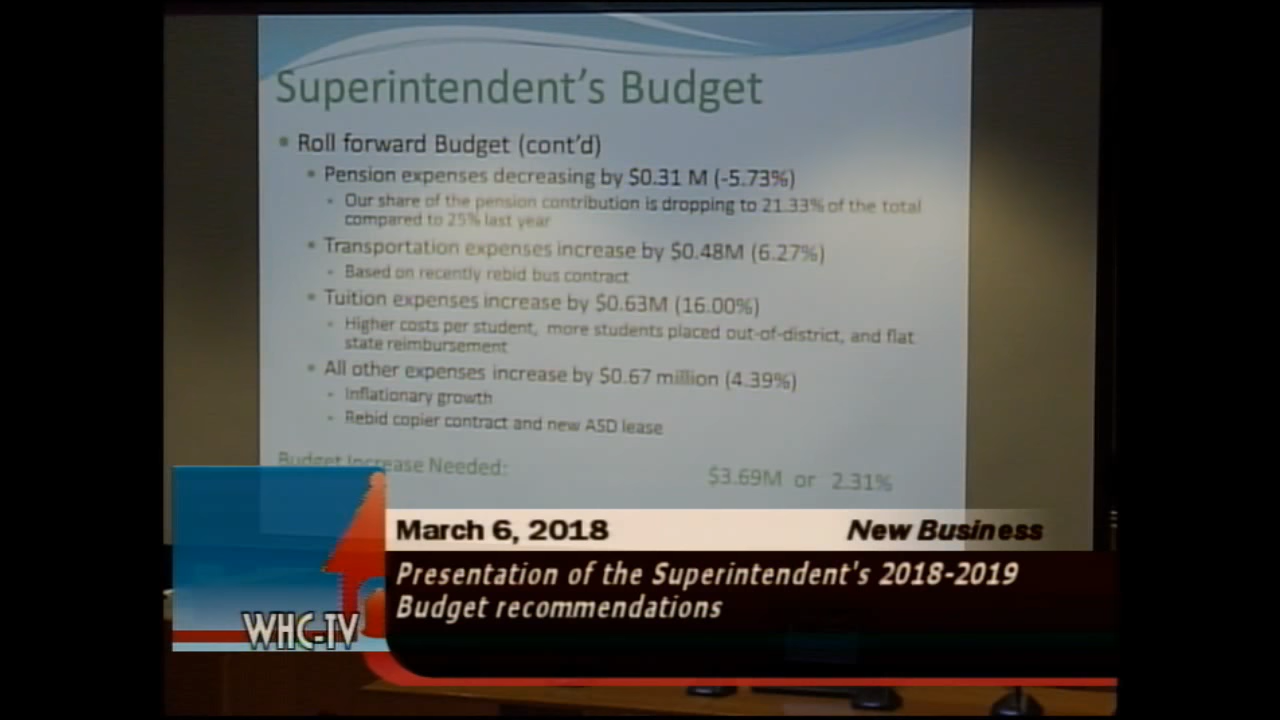 Superintendent's Budget
Roll forward Budget (cont'd)
Pension expenses decreasing by $0.31 M (-5.73%)
Our share of the pension contribution is dropping to 21.33% of the total
compared to 25% last year
Transportation expenses increase by $0.48M (6.27%)
Based on recently rebid bus contract
Tuition expenses increase by $0.63M (16.00%)
Higher costs per student, more students placed out-of-district, and flat
state reimbursement
All other expenses increase by $0.67 million (4.39%)
Inflationary growth
Rebid copier contract and new ASD lease
Budget Increase Needed: $3.69M or 2.31%
March 6, 2018 New Business
Presentation of the Superintendent's 2018-2019
Budget recommendations
WHC-TV